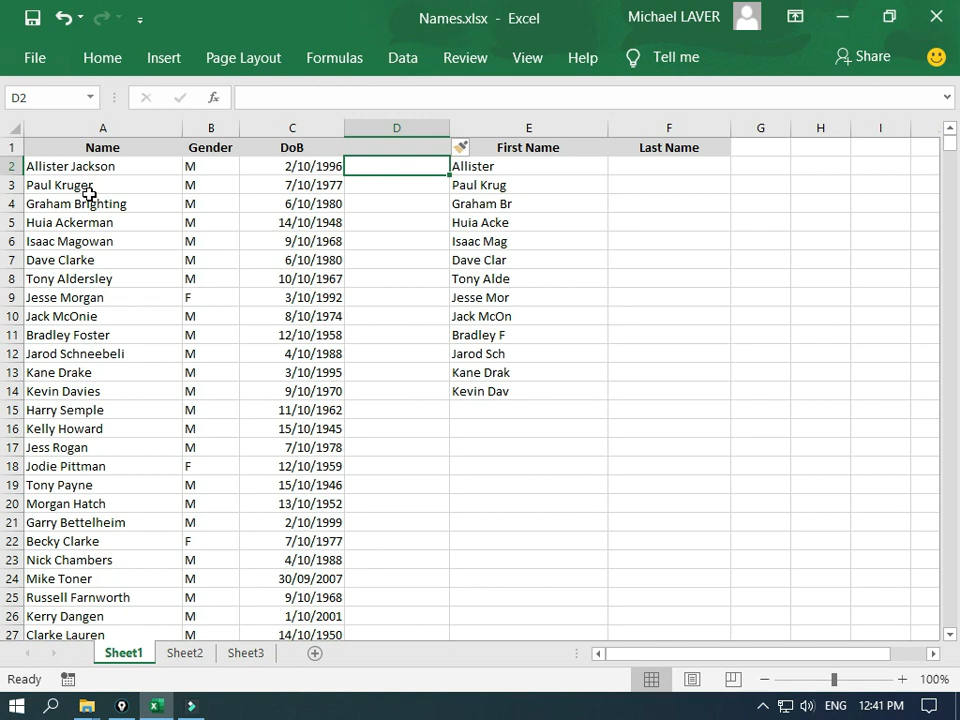 Names.xlsx - Excel
Michael LAVER
File Home Insert Page Layout Formulas Data Review View Help Tell me Share
D2 fx
A B C D E F G H I
1 Name Gender DoB First Name Last Name
2 Allister Jackson M 2/10/1996 Allister
3 Paul Kruger M 7/10/1977 Paul Krug
4 Graham Brighting M 6/10/1980 Graham Br
5 Huia Ackerman M 14/10/1948 Huia Acke
6 Isaac Magowan M 9/10/1968 Isaac Mag
7 Dave Clarke M 6/10/1980 Dave Clar
8 Tony Aldersley M 10/10/1967 Tony Alde
9 Jesse Morgan F 3/10/1992 Jesse Mor
10 Jack McOnie M 8/10/1974 Jack McOn
11 Bradley Foster M 12/10/1958 Bradley F
12 Jarod Schneebeli M 4/10/1988 Jarod Sch
13 Kane Drake M 3/10/1995 Kane Drak
14 Kevin Davies M 9/10/1970 Kevin Dav
15 Harry Semple M 11/10/1962
16 Kelly Howard M 15/10/1945
17 Jess Rogan M 7/10/1978
18 Jodie Pittman F 12/10/1959
19 Tony Payne M 15/10/1946
20 Morgan Hatch M 13/10/1952
21 Garry Bettelheim M 2/10/1999
22 Becky Clarke F 7/10/1977
23 Nick Chambers M 4/10/1988
24 Mike Toner M 30/09/2007
25 Russell Farnworth M 9/10/1968
26 Kerry Dangen M 1/10/2001
27 Clarke Lauren M 14/10/1950
Sheet1 Sheet2 Sheet3
Ready 100%
ENG 12:41 PM